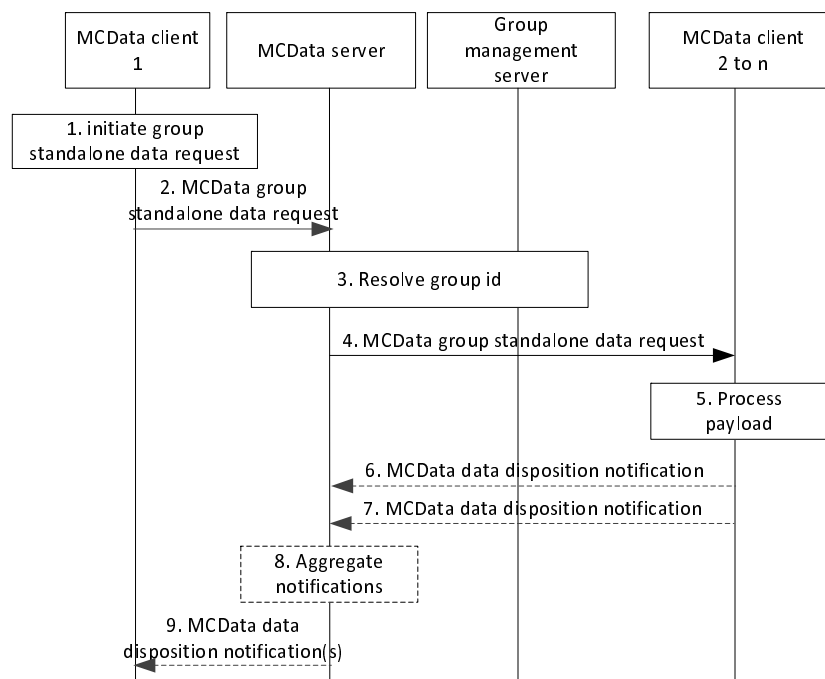 MCData client
1
MCData server
Group
management
server
MCData client
2 to n
1. initiate group
standalone data request
2. MCData group
standalone data request
3. Resolve group id
4. MCData group standalone data request
5. Process
payload
6. MCData data disposition notification
7. MCData data disposition notification
8. Aggregate
notifications
9. MCData data
disposition notification(s)